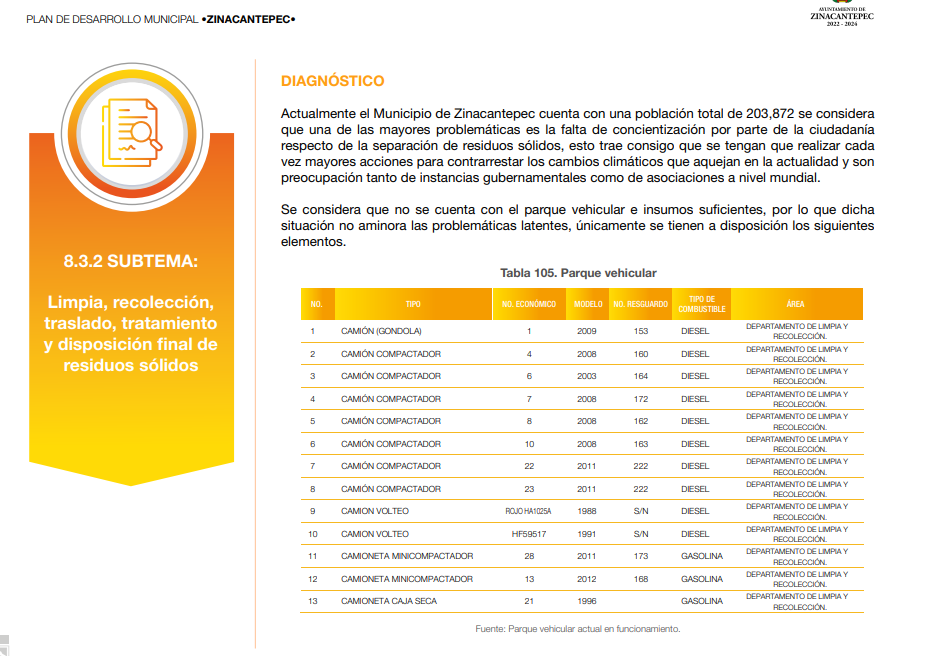 PLAN DE DESARROLLO MUNICIPAL •ZINACANTEPEC•
AYUNTAMIENTO DE
ZINACANTEPEC
2022 - 2024
8.3.2 SUBTEMA:
Limpia, recolección,
traslado, tratamiento
y disposición final de
residuos sólidos
DIAGNÓSTICO
Actualmente el Municipio de Zinacantepec cuenta con una población total de 203,872 se considera
que una de las mayores problemáticas es la falta de concientización por parte de la ciudadanía
respecto de la separación de residuos sólidos, esto trae consigo que se tengan que realizar cada
vez mayores acciones para contrarrestar los cambios climáticos que aquejan en la actualidad y son
preocupación tanto de instancias gubernamentales como de asociaciones a nivel mundial.
Se considera que no se cuenta con el parque vehicular e insumos suficientes, por lo que dicha
situación no aminora las problemáticas latentes, únicamente se tienen a disposición los siguientes
elementos.
Tabla 105. Parque vehicular
NO. TIPO NO. ECONÓMICO MODELO NO. RESGUARDO TIPO DE COMBUSTIBLE ÁREA
1 CAMIÓN (GONDOLA) 1 2009 153 DIESEL DEPARTAMENTO DE LIMPIA Y RECOLECCIÓN.
2 CAMIÓN COMPACTADOR 4 2008 160 DIESEL DEPARTAMENTO DE LIMPIA Y RECOLECCIÓN.
3 CAMIÓN COMPACTADOR 6 2003 164 DIESEL DEPARTAMENTO DE LIMPIA Y RECOLECCIÓN.
4 CAMIÓN COMPACTADOR 7 2008 172 DIESEL DEPARTAMENTO DE LIMPIA Y RECOLECCIÓN.
5 CAMIÓN COMPACTADOR 8 2008 162 DIESEL DEPARTAMENTO DE LIMPIA Y RECOLECCIÓN.
6 CAMIÓN COMPACTADOR 10 2008 163 DIESEL DEPARTAMENTO DE LIMPIA Y RECOLECCIÓN.
7 CAMIÓN COMPACTADOR 22 2011 222 DIESEL DEPARTAMENTO DE LIMPIA Y RECOLECCIÓN.
8 CAMIÓN COMPACTADOR 23 2011 222 DIESEL DEPARTAMENTO DE LIMPIA Y RECOLECCIÓN.
9 CAMION VOLTEO ROJO HA1025A 1988 S/N DIESEL DEPARTAMENTO DE LIMPIA Y RECOLECCIÓN.
10 CAMION VOLTEO HF59517 1991 S/N DIESEL DEPARTAMENTO DE LIMPIA Y RECOLECCIÓN.
11 CAMIONETA MINICOMPACTADOR 28 2011 173 GASOLINA DEPARTAMENTO DE LIMPIA Y RECOLECCIÓN.
12 CAMIONETA MINICOMPACTADOR 13 2012 168 GASOLINA DEPARTAMENTO DE LIMPIA Y RECOLECCIÓN.
13 CAMIONETA CAJA SECA 21 1996 GASOLINA DEPARTAMENTO DE LIMPIA Y RECOLECCIÓN.
Fuente: Parque vehicular actual en funcionamiento.